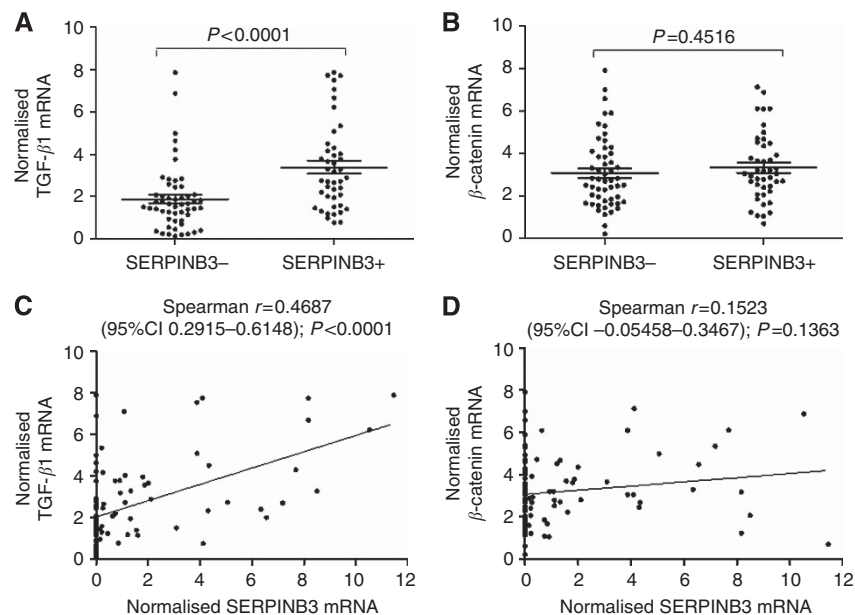 A
P<0.0001
Normalised
TGF-β1 mRNA
10
8
6
4
2
0
SERPINB3–
SERPINB3+
B
P=0.4516
Normalised
β-catenin mRNA
10
8
6
4
2
0
SERPINB3–
SERPINB3+
C
Spearman r=0.4687
(95%CI 0.2915–0.6148); P<0.0001
Normalised
TGF-β1 mRNA
10
8
6
4
2
0
0 2 4 6 8 10 12
Normalised SERPINB3 mRNA
D
Spearman r=0.1523
(95%CI –0.05458–0.3467); P=0.1363
Normalised
β-catenin mRNA
10
8
6
4
2
0
0 2 4 6 8 10 12
Normalised SERPINB3 mRNA